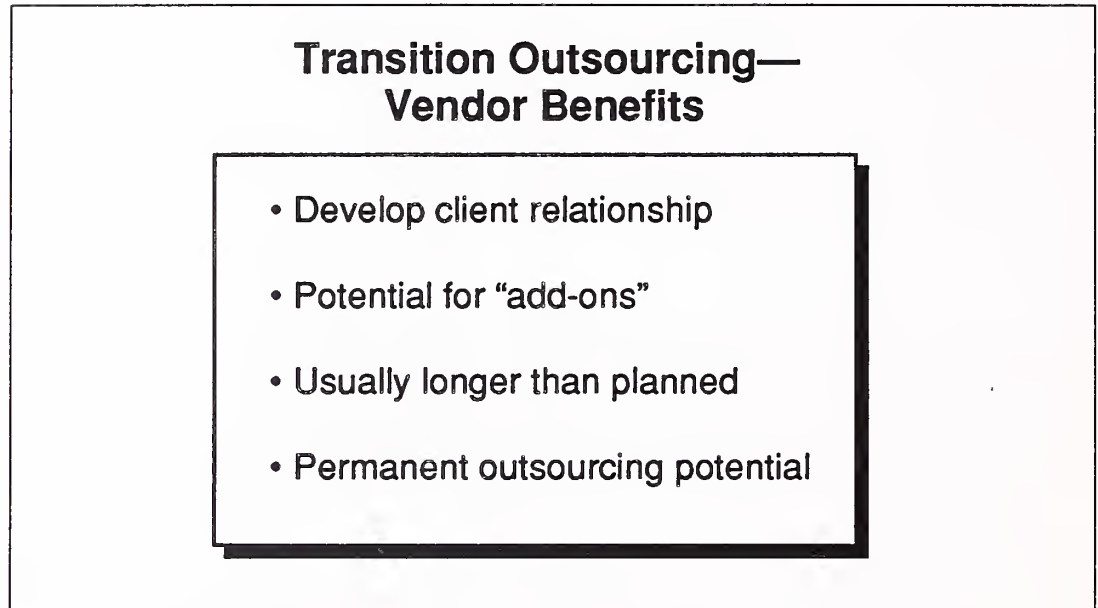 Transition Outsourcing—
Vendor Benefits
• Develop client relationship
• Potential for “add-ons”
• Usually longer than planned
• Permanent outsourcing potential